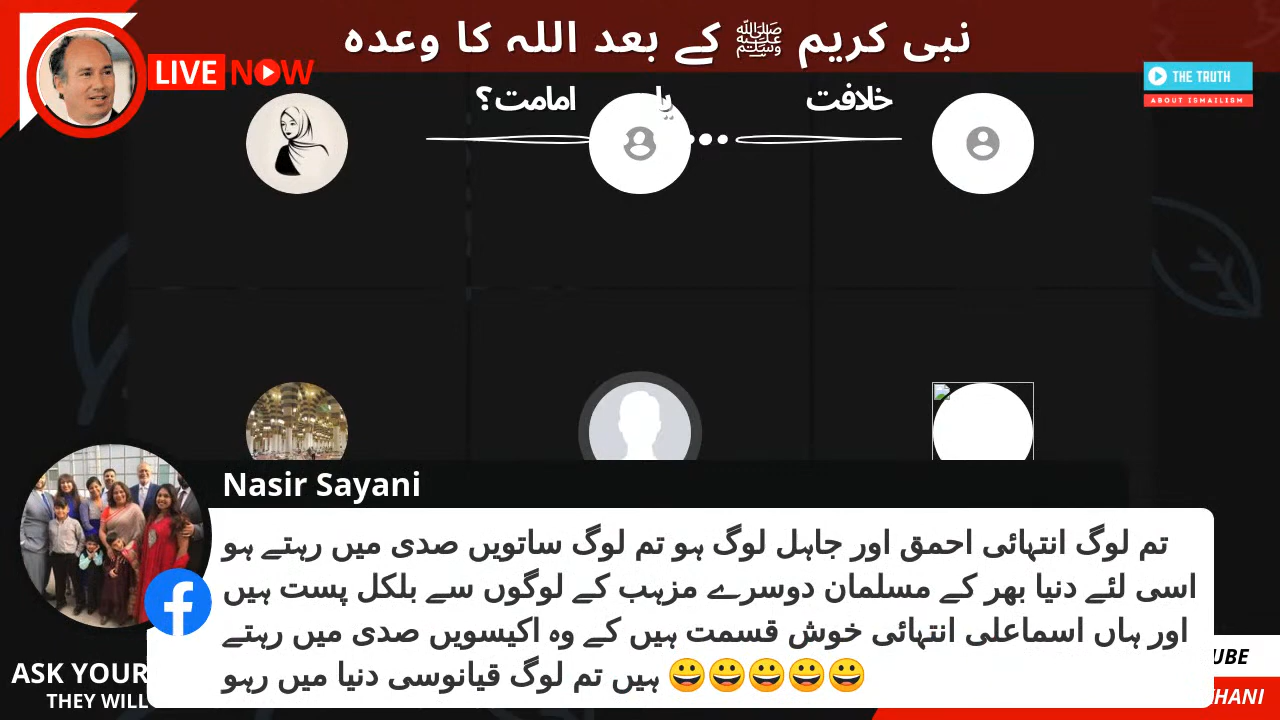 نبی کریم ﷺ کے بعد اللہ کا وعدہ
LIVE NOW
خلافت یا امامت؟
THE TRUTH
ABOUT ISMAILISM
Nasir Sayani
تم لوگ انتہائی احمق اور جاہل لوگ ہو تم لوگ ساتویں صدی میں رہتے ہو
اسی لئے دنیا بھر کے مسلمان دوسرے مزہب کے لوگوں سے بلکل پست ہیں
اور ہاں اسماعلی انتہائی خوش قسمت ہیں کے وہ اکیسویں صدی میں رہتے
ہیں تم لوگ قیانوسی دنیا میں رہو 😀😀😀😀😀
ASK YOUR
THEY WILL
UBE
HANI